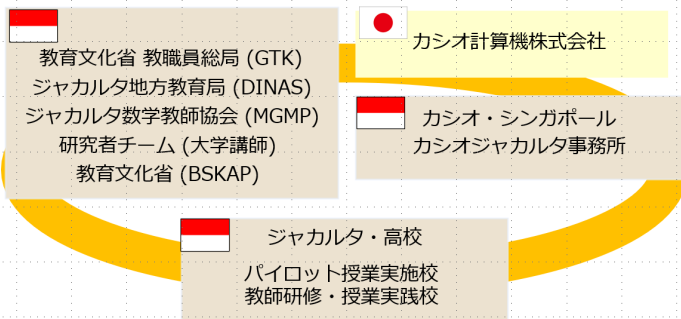 教育文化省 教職員総局 (GTK)
ジャカルタ地方教育局 (DINAS)
ジャカルタ数学教師協会 (MGMP)
研究者チーム (大学講師)
教育文化省 (BSKAP)
カシオ計算機株式会社
カシオ・シンガポール
カシオジャカルタ事務所
ジャカルタ・高校
パイロット授業実施校
教師研修・授業実践校